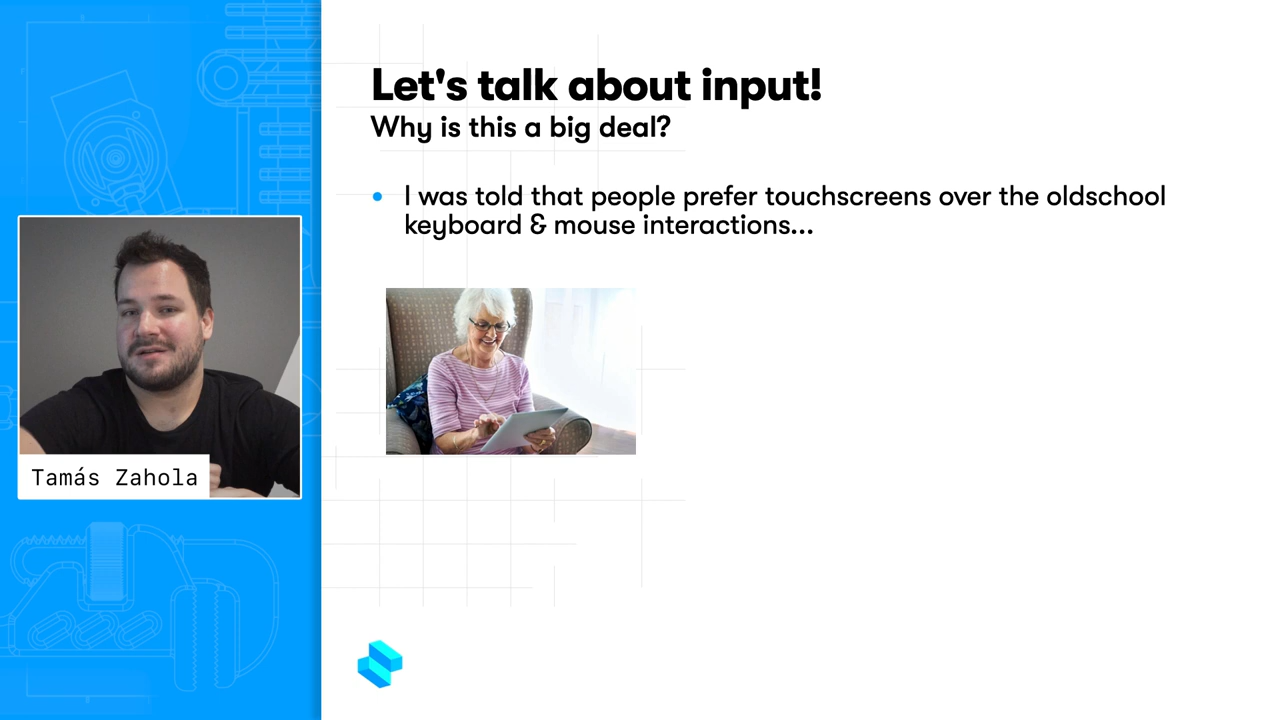 Let's talk about input!
Why is this a big deal?
• I was told that people prefer touchscreens over the oldschool
keyboard & mouse interactions...
Tamás Zahola